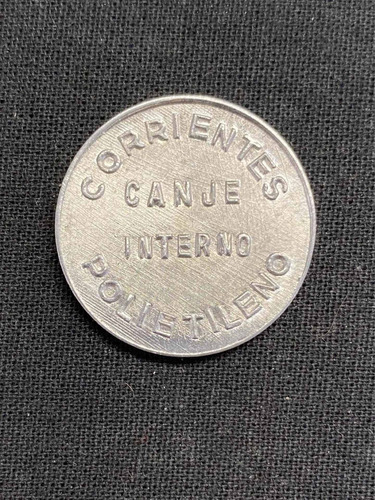 CORRIENTES
CANJE
INTERNO
POLIETILENO